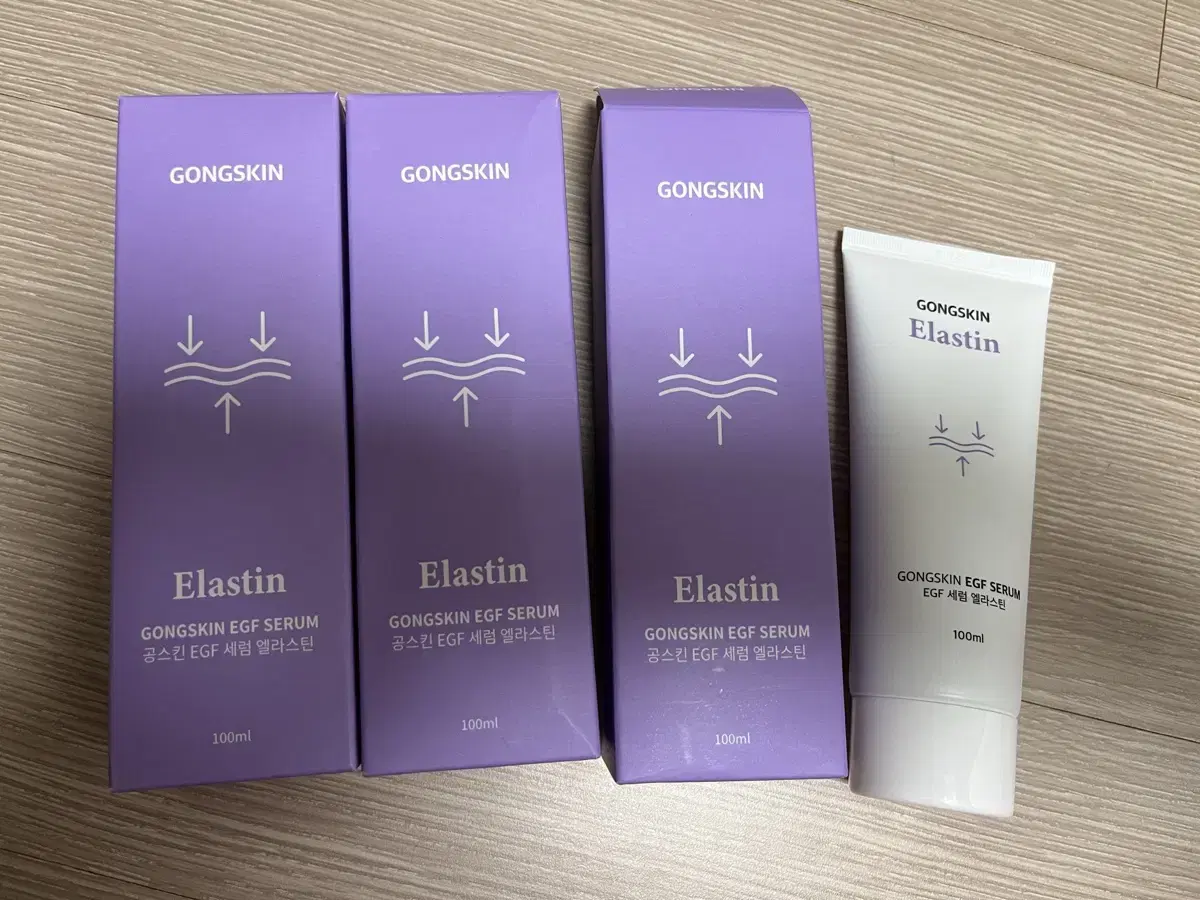 GONGSKIN
Elastin
GONGSKIN EGF SERUM
공스킨 EGF 세럼 엘라스틴
100ml
GONGSKIN
Elastin
GONGSKIN EGF SERUM
공스킨 EGF 세럼 엘라스틴
100ml
GONGSKIN
GONGSKIN
Elastin
GONGSKIN EGF SERUM
공스킨 EGF 세럼 엘라스틴
100ml
GONGSKIN
Elastin
GONGSKIN EGF SERUM
EGF 세럼 엘라스틴
100ml